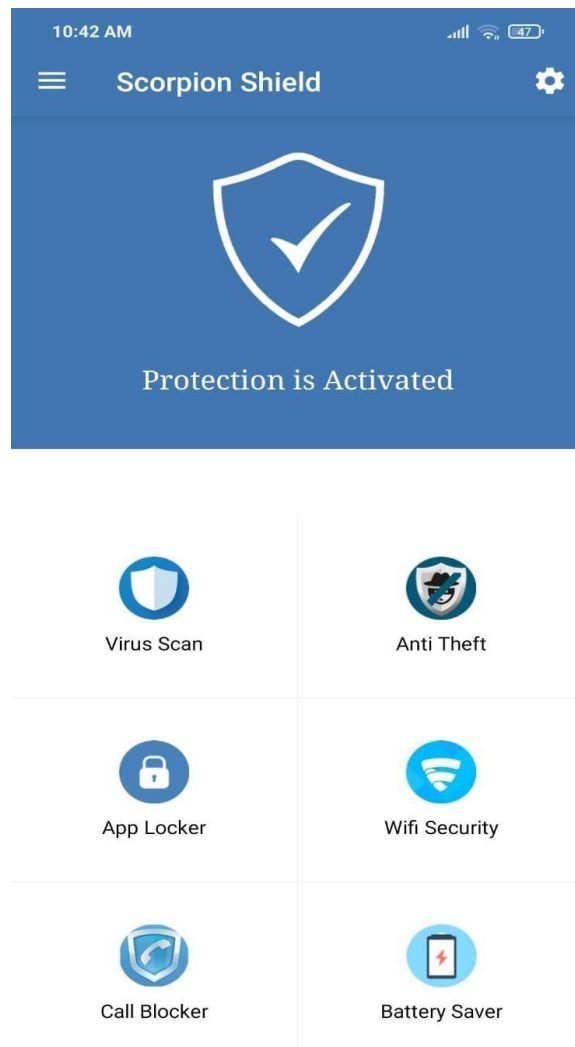 10:42 AM 47
Scorpion Shield
Protection is Activated
Virus Scan Anti Theft
App Locker Wifi Security
Call Blocker Battery Saver